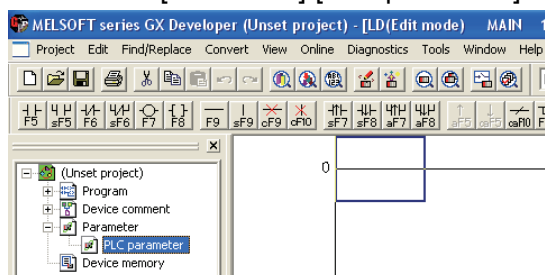 MELSOFT series GX Developer (Unset project) - [LD(Edit mode) MAIN 1
Project Edit Find/Replace Convert View Online Diagnostics Tools Window Help
F5 sF5 F6 sF6 F7 F8 F9 sF9 cF9 cF10 sF7 sF8 aF7 aF8 aF5 caF5 caF10 F
(Unset project)
0
Program
Device comment
Parameter
PLC parameter
Device memory